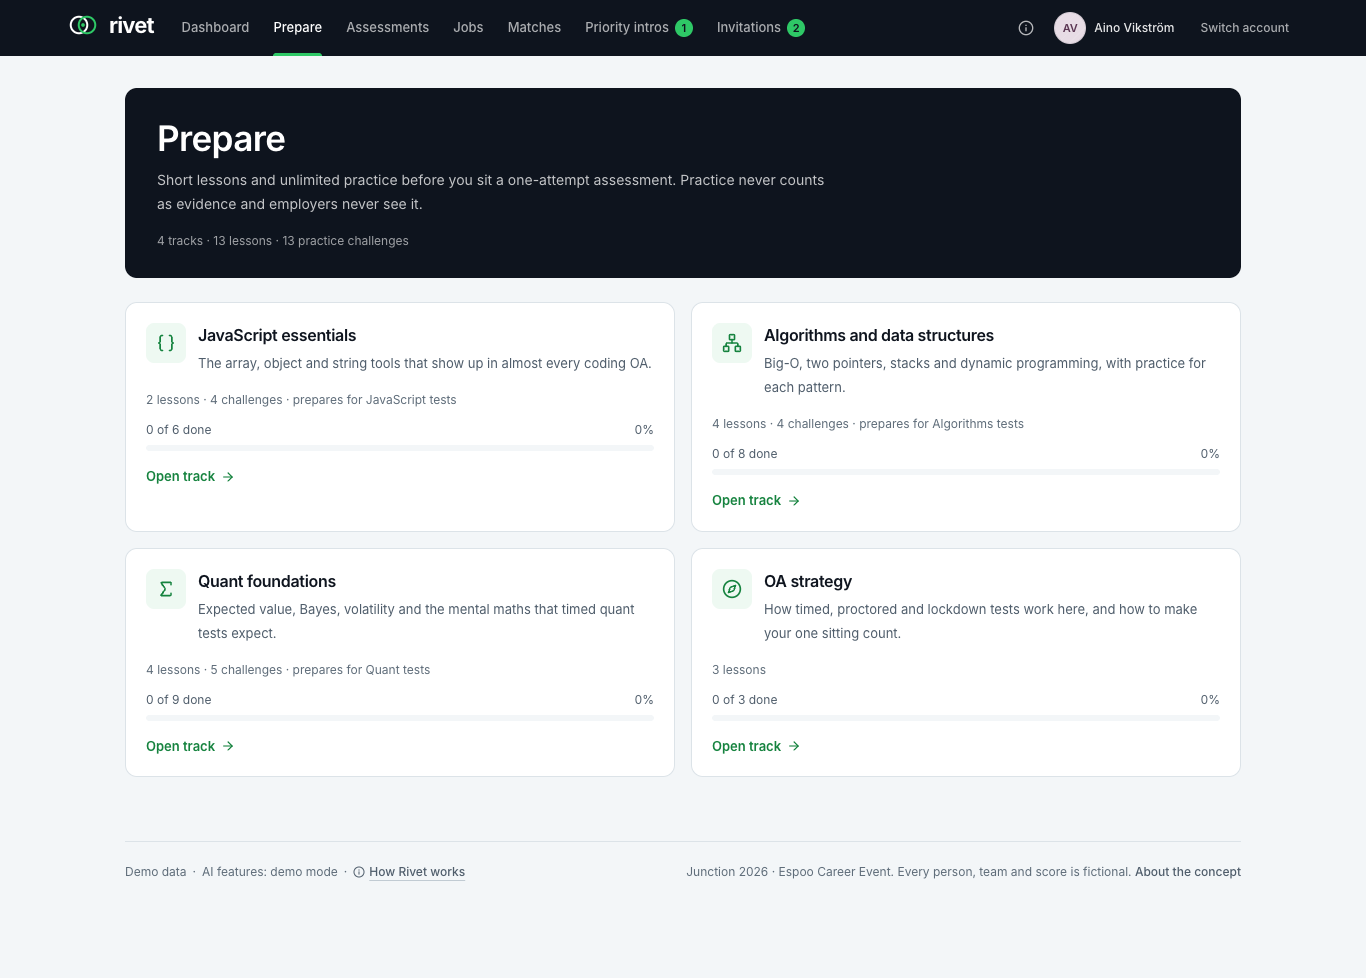 rivet
Dashboard Prepare Assessments Jobs Matches Priority intros 1 Invitations 2
AV Aino Vikström Switch account
Prepare
Short lessons and unlimited practice before you sit a one-attempt assessment. Practice never counts
as evidence and employers never see it.
4 tracks · 13 lessons · 13 practice challenges
JavaScript essentials
The array, object and string tools that show up in almost every coding OA.
2 lessons · 4 challenges · prepares for JavaScript tests
0 of 6 done 0%
Open track →
Algorithms and data structures
Big-O, two pointers, stacks and dynamic programming, with practice for
each pattern.
4 lessons · 4 challenges · prepares for Algorithms tests
0 of 8 done 0%
Open track →
Quant foundations
Expected value, Bayes, volatility and the mental maths that timed quant
tests expect.
4 lessons · 5 challenges · prepares for Quant tests
0 of 9 done 0%
Open track →
OA strategy
How timed, proctored and lockdown tests work here, and how to make
your one sitting count.
3 lessons
0 of 3 done 0%
Open track →
Demo data · AI features: demo mode · How Rivet works
Junction 2026 · Espoo Career Event. Every person, team and score is fictional. About the concept